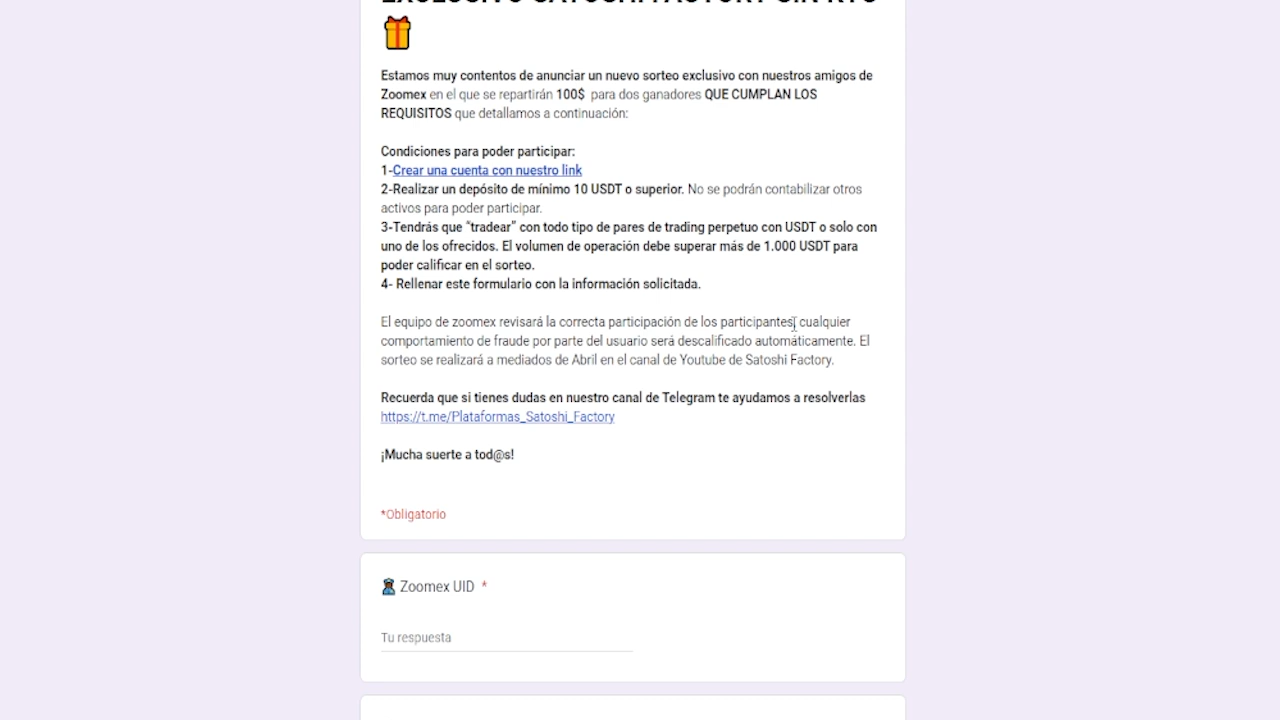 EXCLUSIVO SATOSHI FACTORY SIN KYC
Estamos muy contentos de anunciar un nuevo sorteo exclusivo con nuestros amigos de
Zoomex en el que se repartirán 100$ para dos ganadores QUE CUMPLAN LOS
REQUISITOS que detallamos a continuación:
Condiciones para poder participar:
1-Crear una cuenta con nuestro link
2-Realizar un depósito de mínimo 10 USDT o superior. No se podrán contabilizar otros
activos para poder participar.
3-Tendrás que “tradear” con todo tipo de pares de trading perpetuo con USDT o solo con
uno de los ofrecidos. El volumen de operación debe superar más de 1.000 USDT para
poder calificar en el sorteo.
4- Rellenar este formulario con la información solicitada.
El equipo de zoomex revisará la correcta participación de los participantes, cualquier
comportamiento de fraude por parte del usuario será descalificado automáticamente. El
sorteo se realizará a mediados de Abril en el canal de Youtube de Satoshi Factory.
Recuerda que si tienes dudas en nuestro canal de Telegram te ayudamos a resolverlas
https://t.me/Plataformas_Satoshi_Factory
¡Mucha suerte a tod@s!
*Obligatorio
Zoomex UID *
Tu respuesta